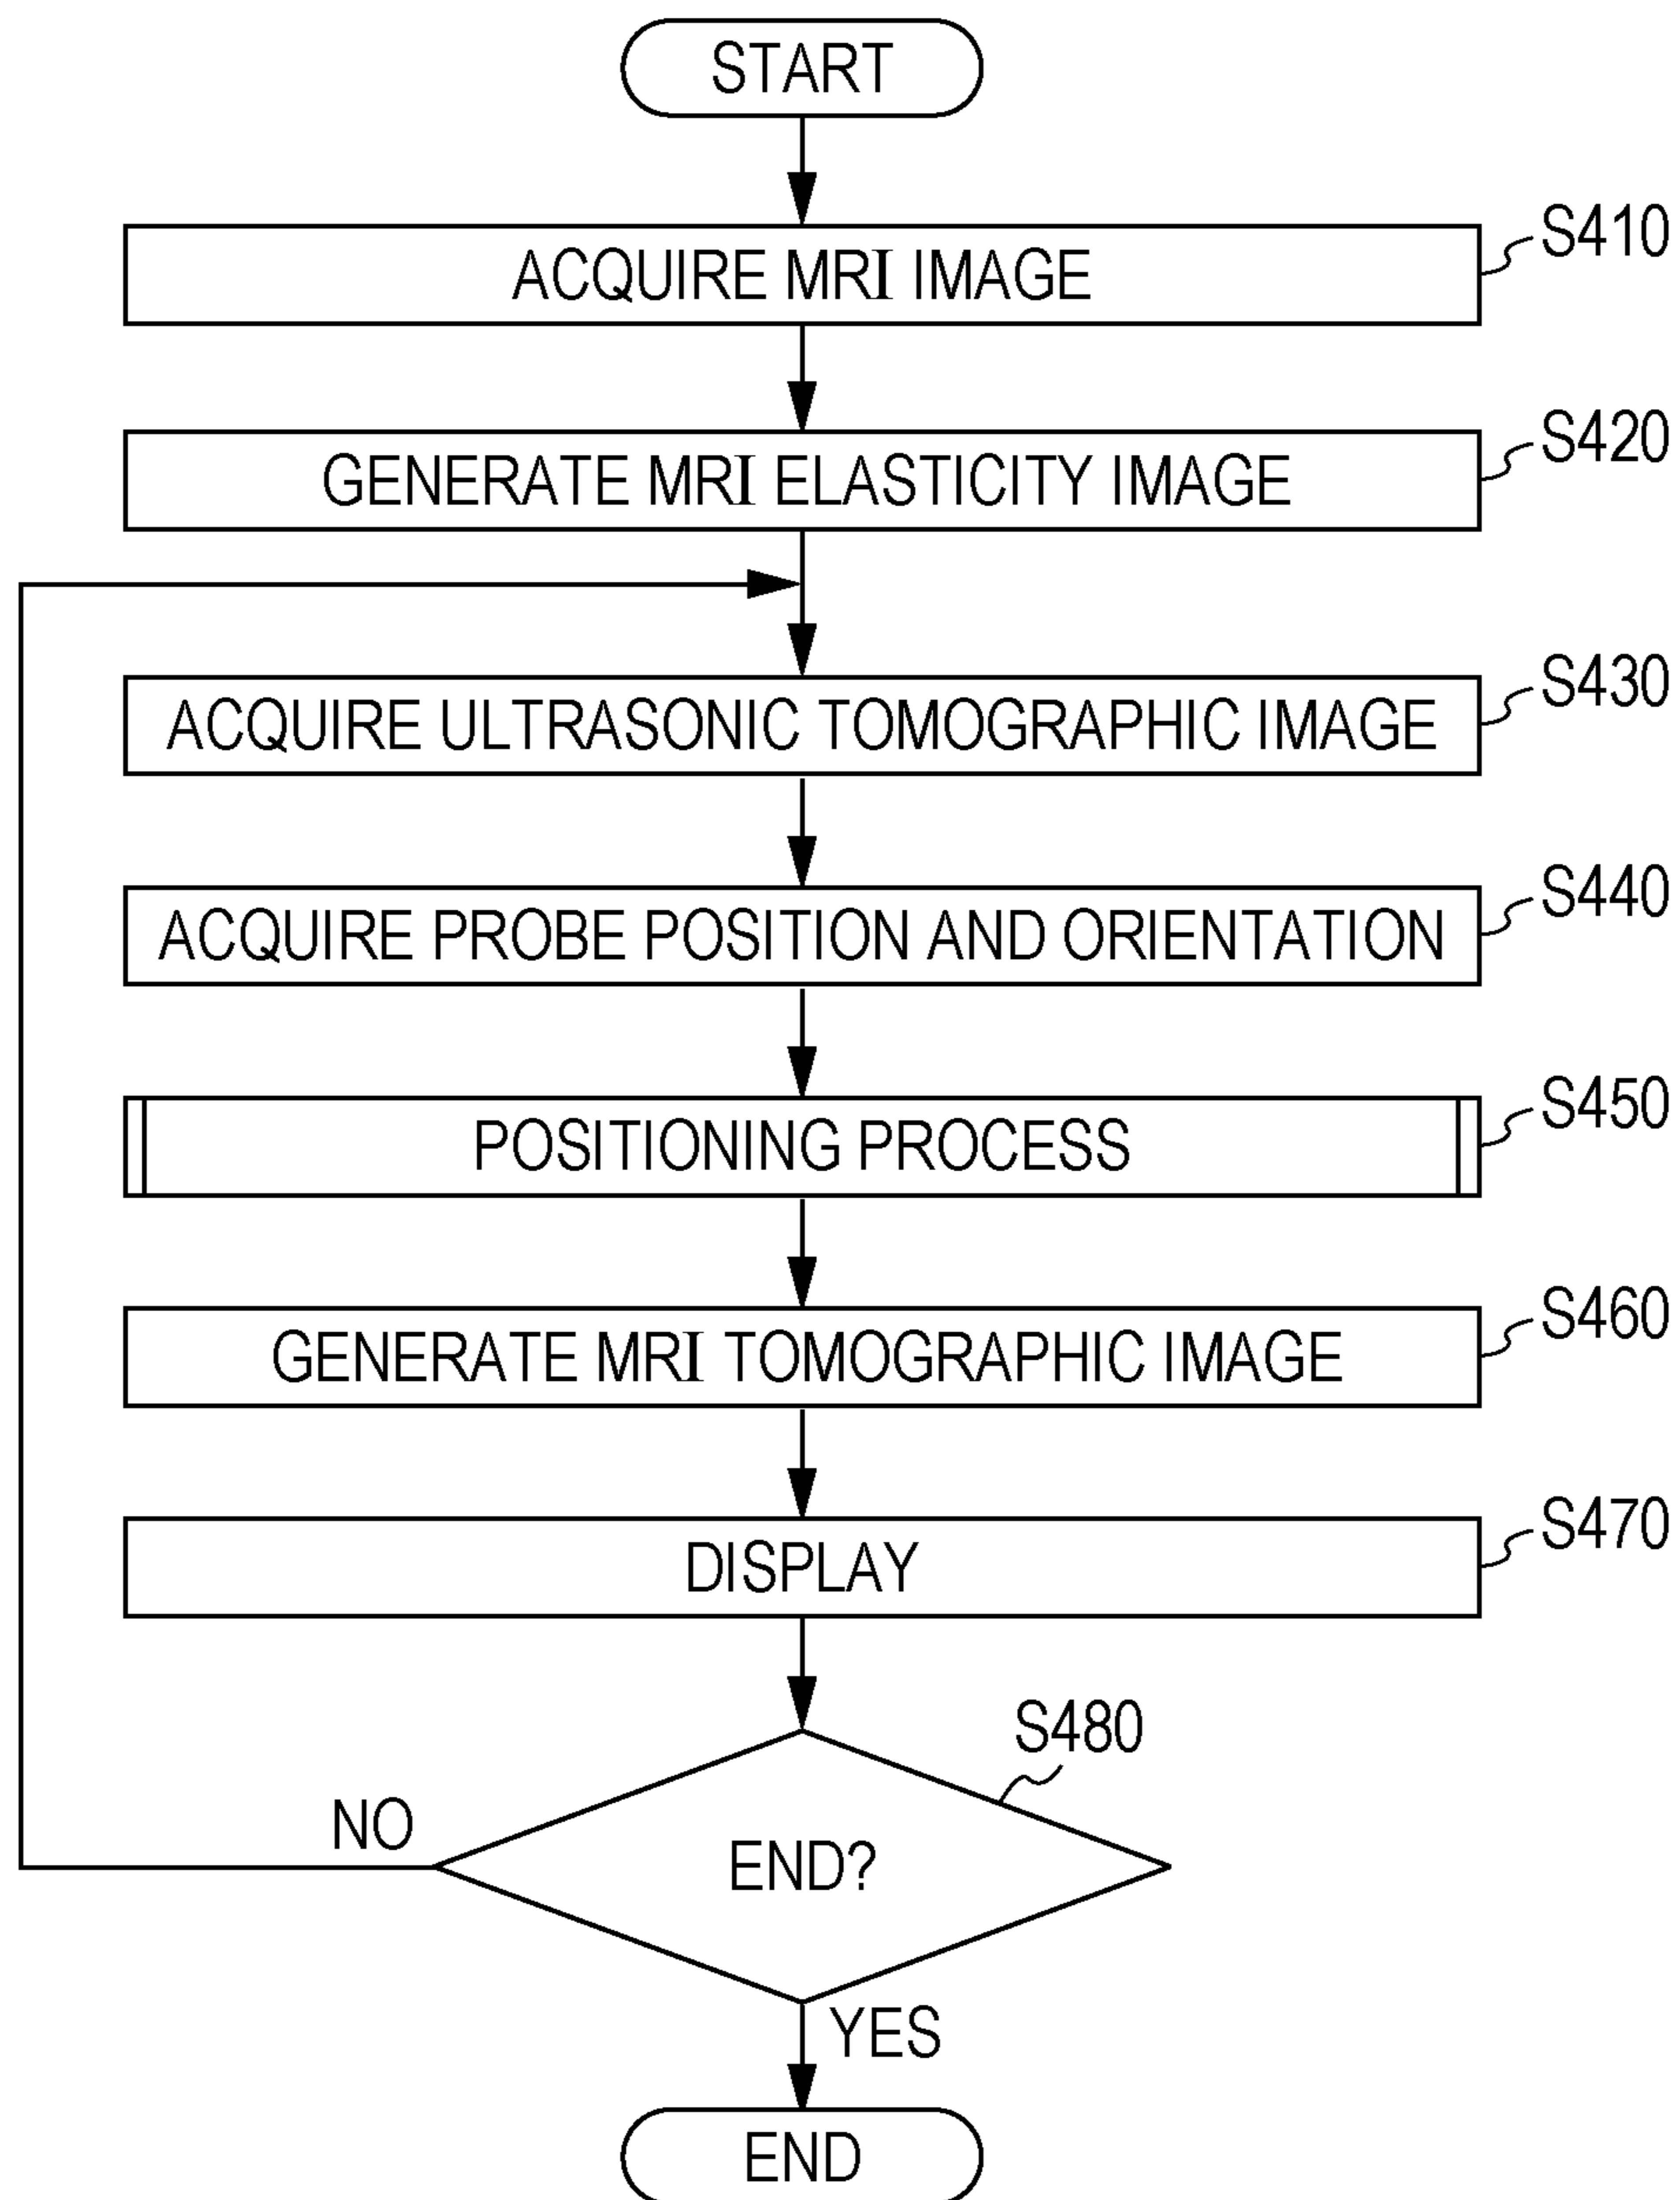 START
ACQUIRE MRI IMAGE
S410
GENERATE MRI ELASTICITY IMAGE
S420
ACQUIRE ULTRASONIC TOMOGRAPHIC IMAGE
S430
ACQUIRE PROBE POSITION AND ORIENTATION
S440
POSITIONING PROCESS
S450
GENERATE MRI TOMOGRAPHIC IMAGE
S460
DISPLAY
S470
S480
NO
END?
YES
END